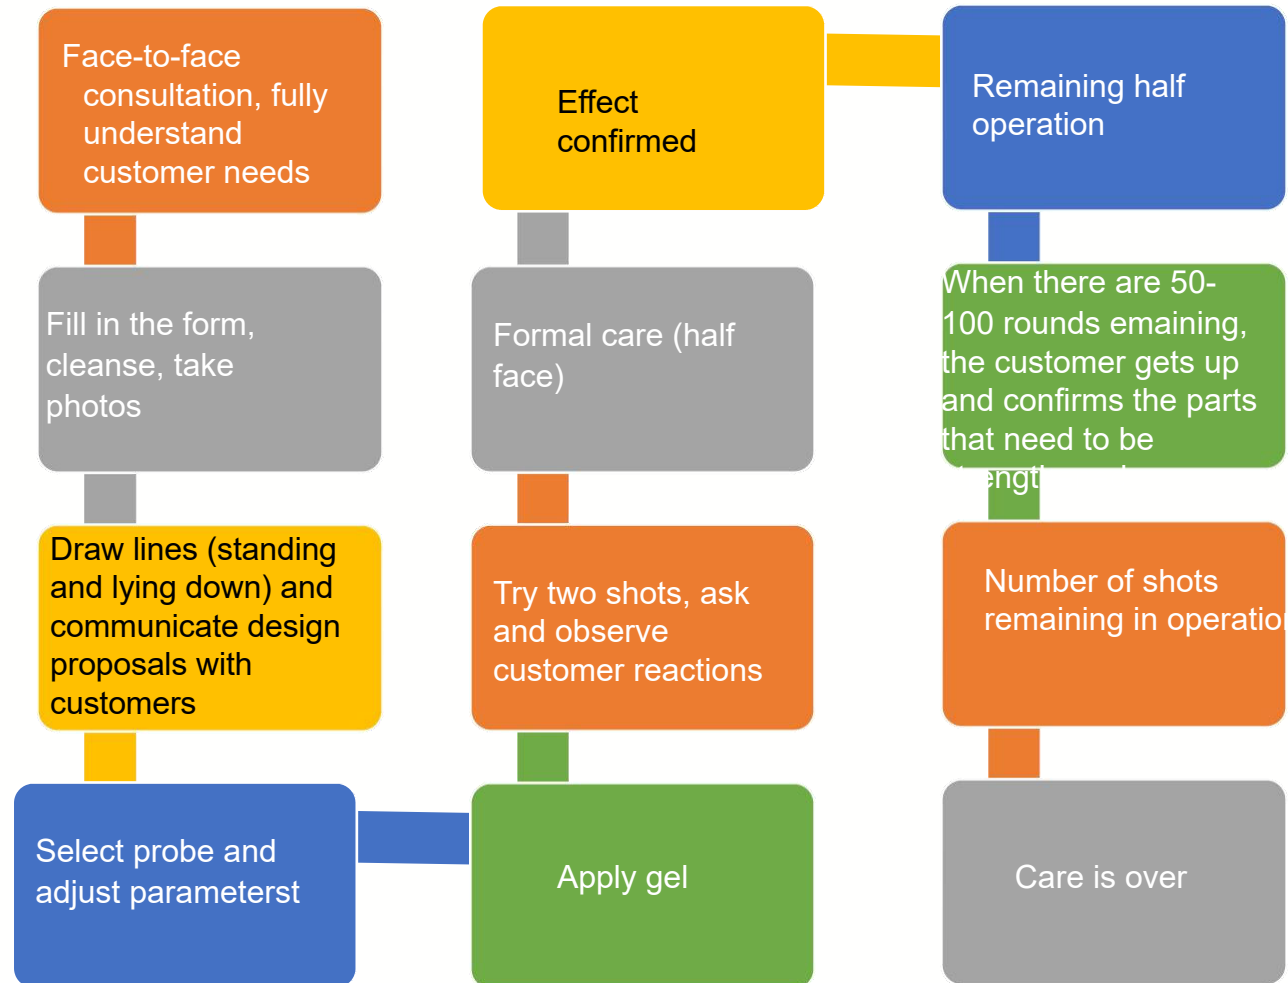 Face-to-face
consultation, fully
understand
customer needs
Fill in the form,
cleanse, take
photos
Draw lines (standing
and lying down) and
communicate design
proposals with
customers
Select probe and
adjust parameterst
Apply gel
Try two shots, ask
and observe
customer reactions
Formal care (half
face)
Effect
confirmed
Remaining half
operation
When there are 50-
100 rounds emaining,
the customer gets up
and confirms the parts
that need to be
Number of shots
remaining in operation
Care is over